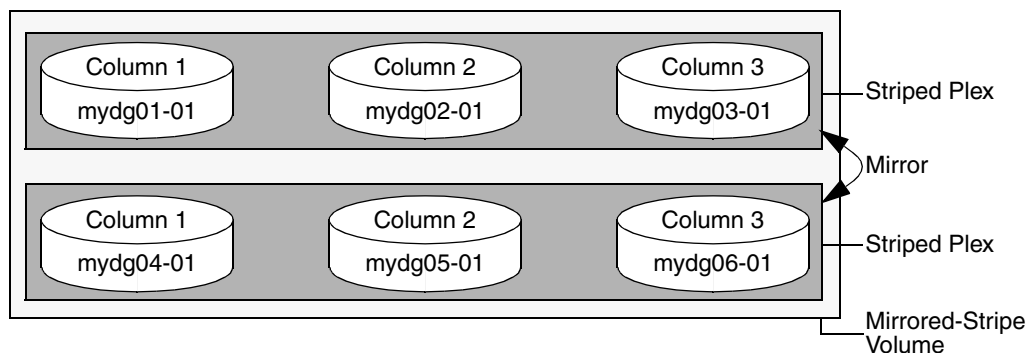 Column 1
Column 2
Column 3
mydg01-01
mydg02-01
mydg03-01
Striped Plex
Mirror
Column 1
Column 2
Column 3
mydg04-01
mydg05-01
mydg06-01
Striped Plex
Mirrored-Stripe
Volume